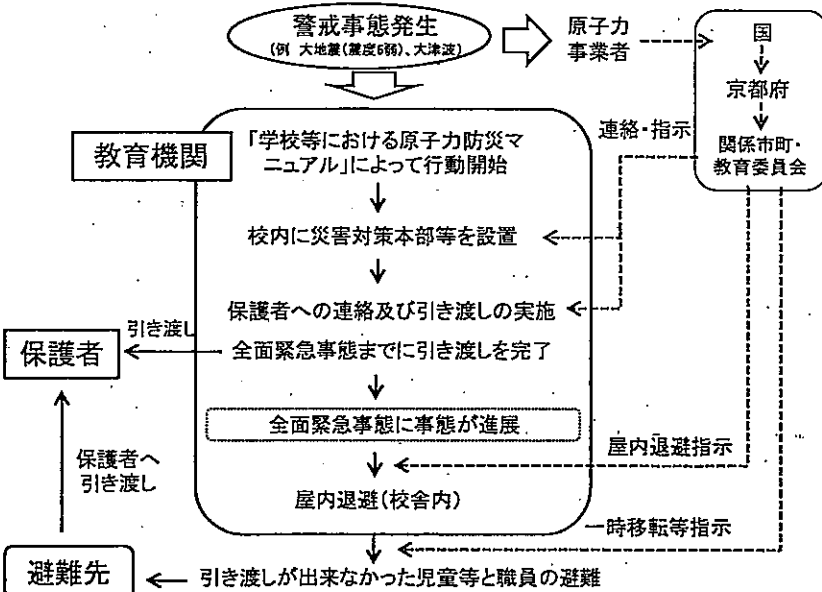 警戒事態発生
(例 大地震(震度6弱)、大津波)
原子力
事業者
国
京都府
関係市町・
教育委員会
連絡・指示
教育機関
「学校等における原子力防災マ
ニュアル」によって行動開始
校内に災害対策本部等を設置
保護者への連絡及び引き渡しの実施
引き渡し
保護者
全面緊急事態までに引き渡しを完了
全面緊急事態に事態が進展
屋内退避指示
保護者へ
引き渡し
屋内退避(校舎内)
一時移転等指示
避難先
引き渡しが出来なかった児童等と職員の避難